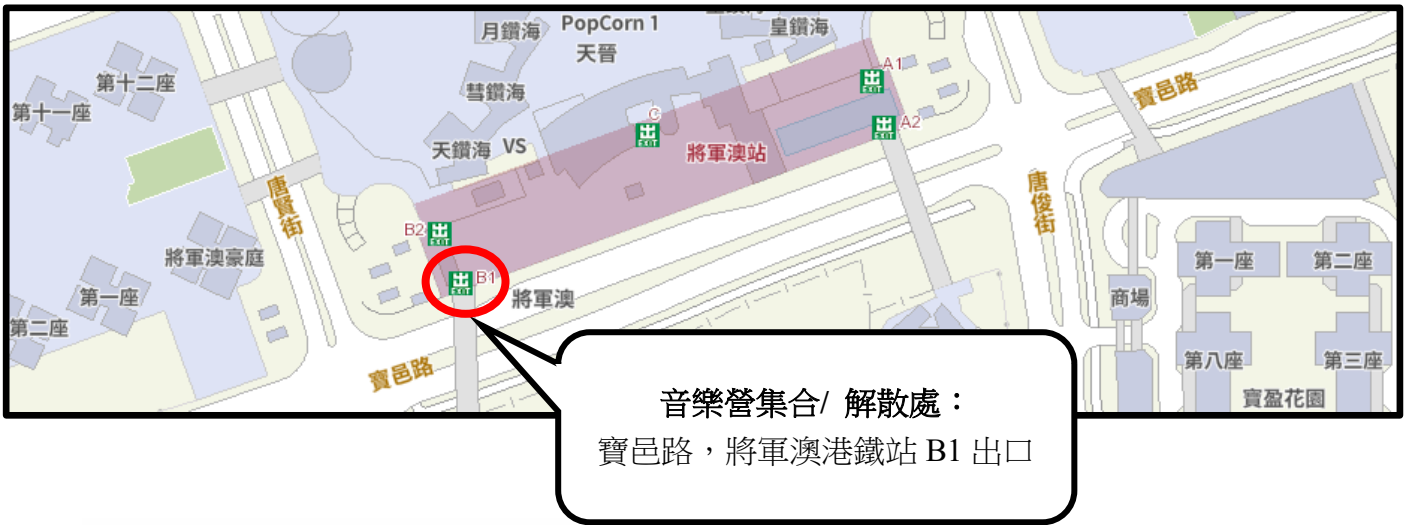 月鑽海
PopCorn 1
天晉
皇鑽海
第十二座
第十一座
彗鑽海
天鑽海
VS
C
出
EXIT
A1
出
EXIT
A2
出
EXIT
將軍澳站
寶邑路
唐賢街
唐俊街
B2
出
EXIT
B1
出
EXIT
將軍澳
將軍澳豪庭
第一座
第二座
寶邑路
第一座
第二座
商場
第八座
第三座
寶盈花園
音樂營集合/ 解散處：
寶邑路，將軍澳港鐵站 B1 出口